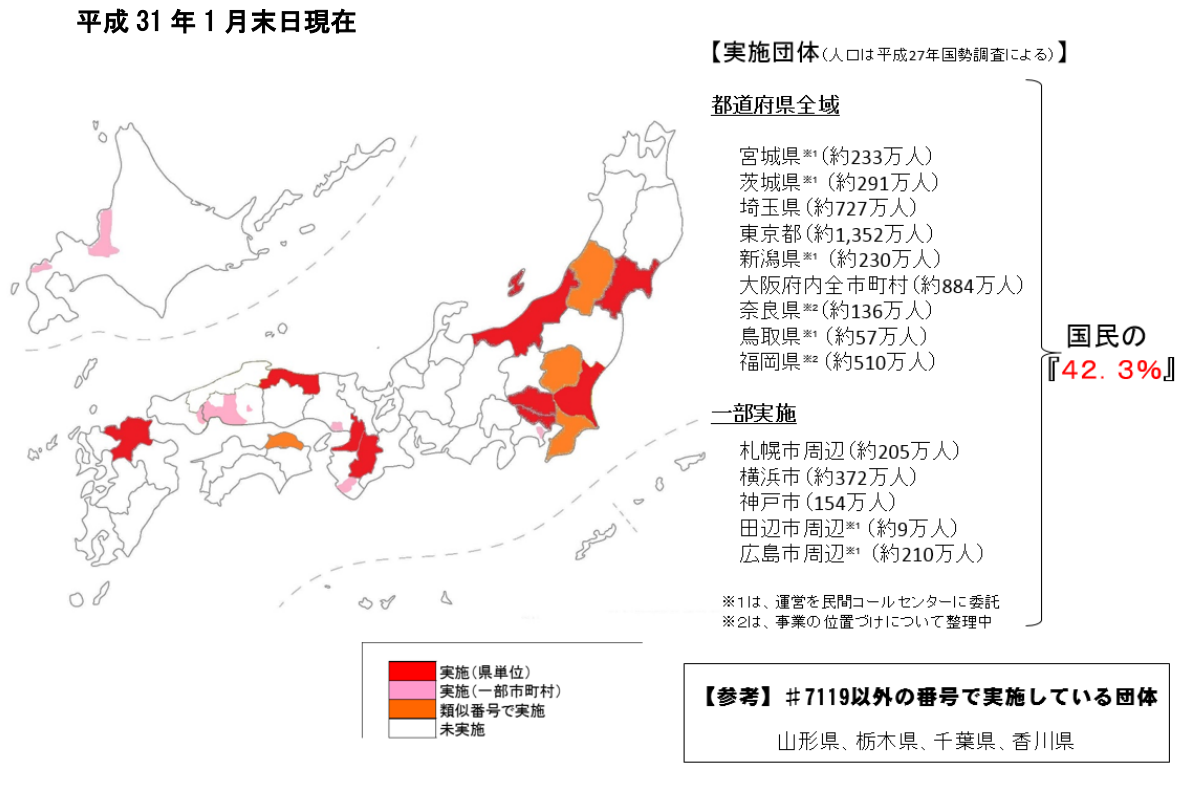 平成 31 年 1 月末日現在
【実施団体（人口は平成27年国勢調査による）】
都道府県全域
宮城県※1（約233万人）
茨城県※1（約291万人）
埼玉県（約727万人）
東京都（約1,352万人）
新潟県※1（約230万人）
大阪府内全市町村（約884万人）
奈良県※2（約136万人）
鳥取県※1（約57万人）
福岡県※2（約510万人）
国民の
『42．3％』
一部実施
札幌市周辺（約205万人）
横浜市（約372万人）
神戸市（154万人）
田辺市周辺※1（約9万人）
広島市周辺※1（約210万人）
※1は、運営を民間コールセンターに委託
※2は、事業の位置づけについて整理中
実施（県単位）
実施（一部市町村）
類似番号で実施
未実施
【参考】＃7119以外の番号で実施している団体
山形県、栃木県、千葉県、香川県